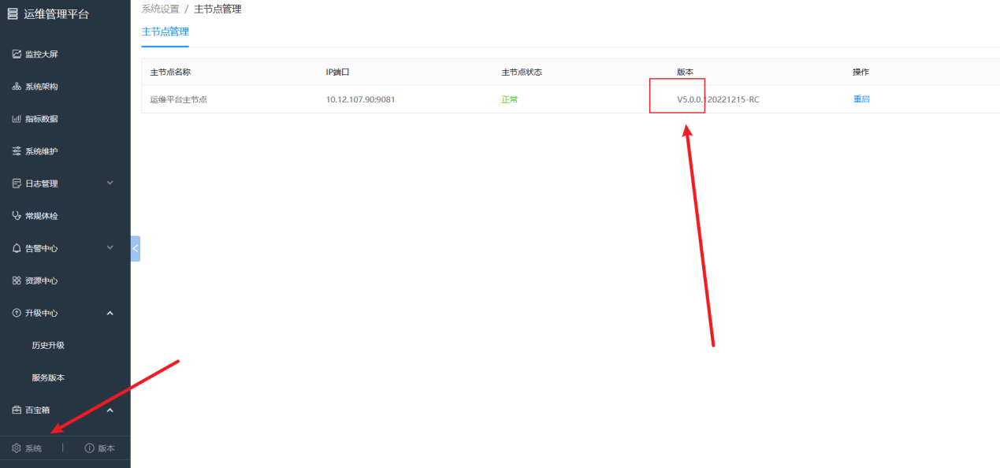 运维管理平台
监控大屏
系统架构
指标数据
系统维护
日志管理
常规体检
告警中心
资源中心
升级中心
历史升级
服务版本
百宝箱
系统 版本
系统设置 / 主节点管理
主节点管理
主节点名称 IP端口 主节点状态 版本 操作
运维平台主节点 10.12.107.90:9081 正常 V5.0.0.120221215-RC 重启